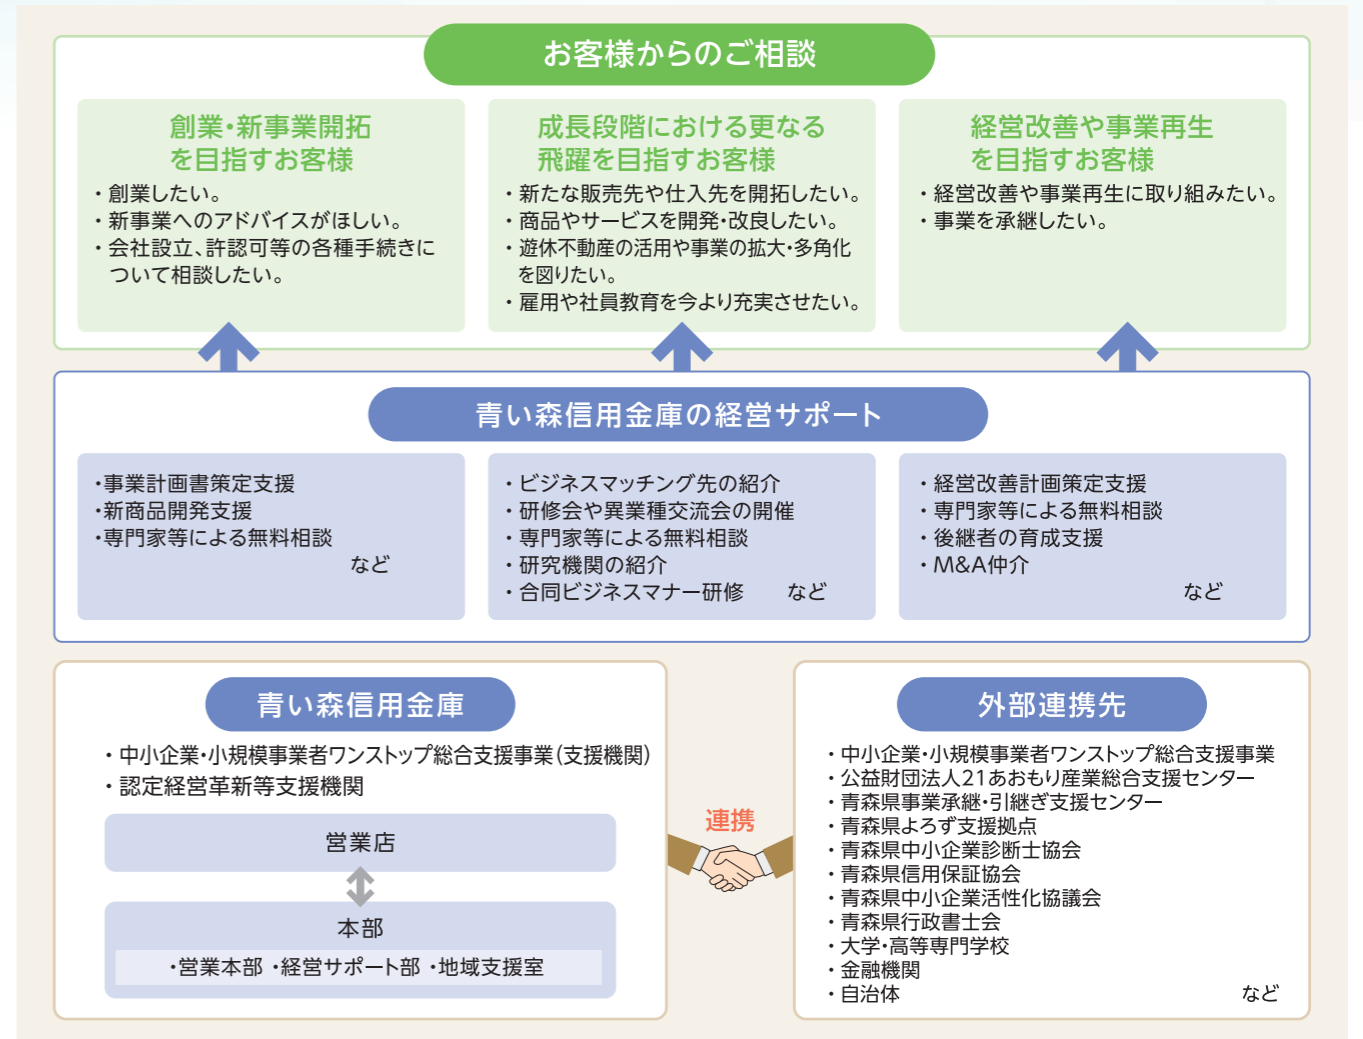 お客様からのご相談
創業・新事業開拓
を目指すお客様
・創業したい。
・新事業へのアドバイスがほしい。
・会社設立、許認可等の各種手続きに
ついて相談したい。
成長段階における更なる
飛躍を目指すお客様
・新たな販売先や仕入先を開拓したい。
・商品やサービスを開発・改良したい。
・遊休不動産の活用や事業の拡大・多角化
を図りたい。
・雇用や社員教育を今より充実させたい。
経営改善や事業再生
を目指すお客様
・経営改善や事業再生に取り組みたい。
・事業を承継したい。
青い森信用金庫の経営サポート
・事業計画書策定支援
・新商品開発支援
・専門家等による無料相談
など
・ビジネスマッチング先の紹介
・研修会や異業種交流会の開催
・専門家等による無料相談
・研究機関の紹介
・合同ビジネスマナー研修 など
・経営改善計画策定支援
・専門家等による無料相談
・後継者の育成支援
・M&A仲介
など
青い森信用金庫
・中小企業・小規模事業者ワンストップ総合支援事業(支援機関)
・認定経営革新等支援機関
営業店
本部
・営業本部 ・経営サポート部 ・地域支援室
連携
外部連携先
・中小企業・小規模事業者ワンストップ総合支援事業
・公益財団法人21あおもり産業総合支援センター
・青森県事業承継・引継ぎ支援センター
・青森県よろず支援拠点
・青森県中小企業診断士協会
・青森県信用保証協会
・青森県中小企業活性化協議会
・青森県行政書士会
・大学・高等専門学校
・金融機関
・自治体 など